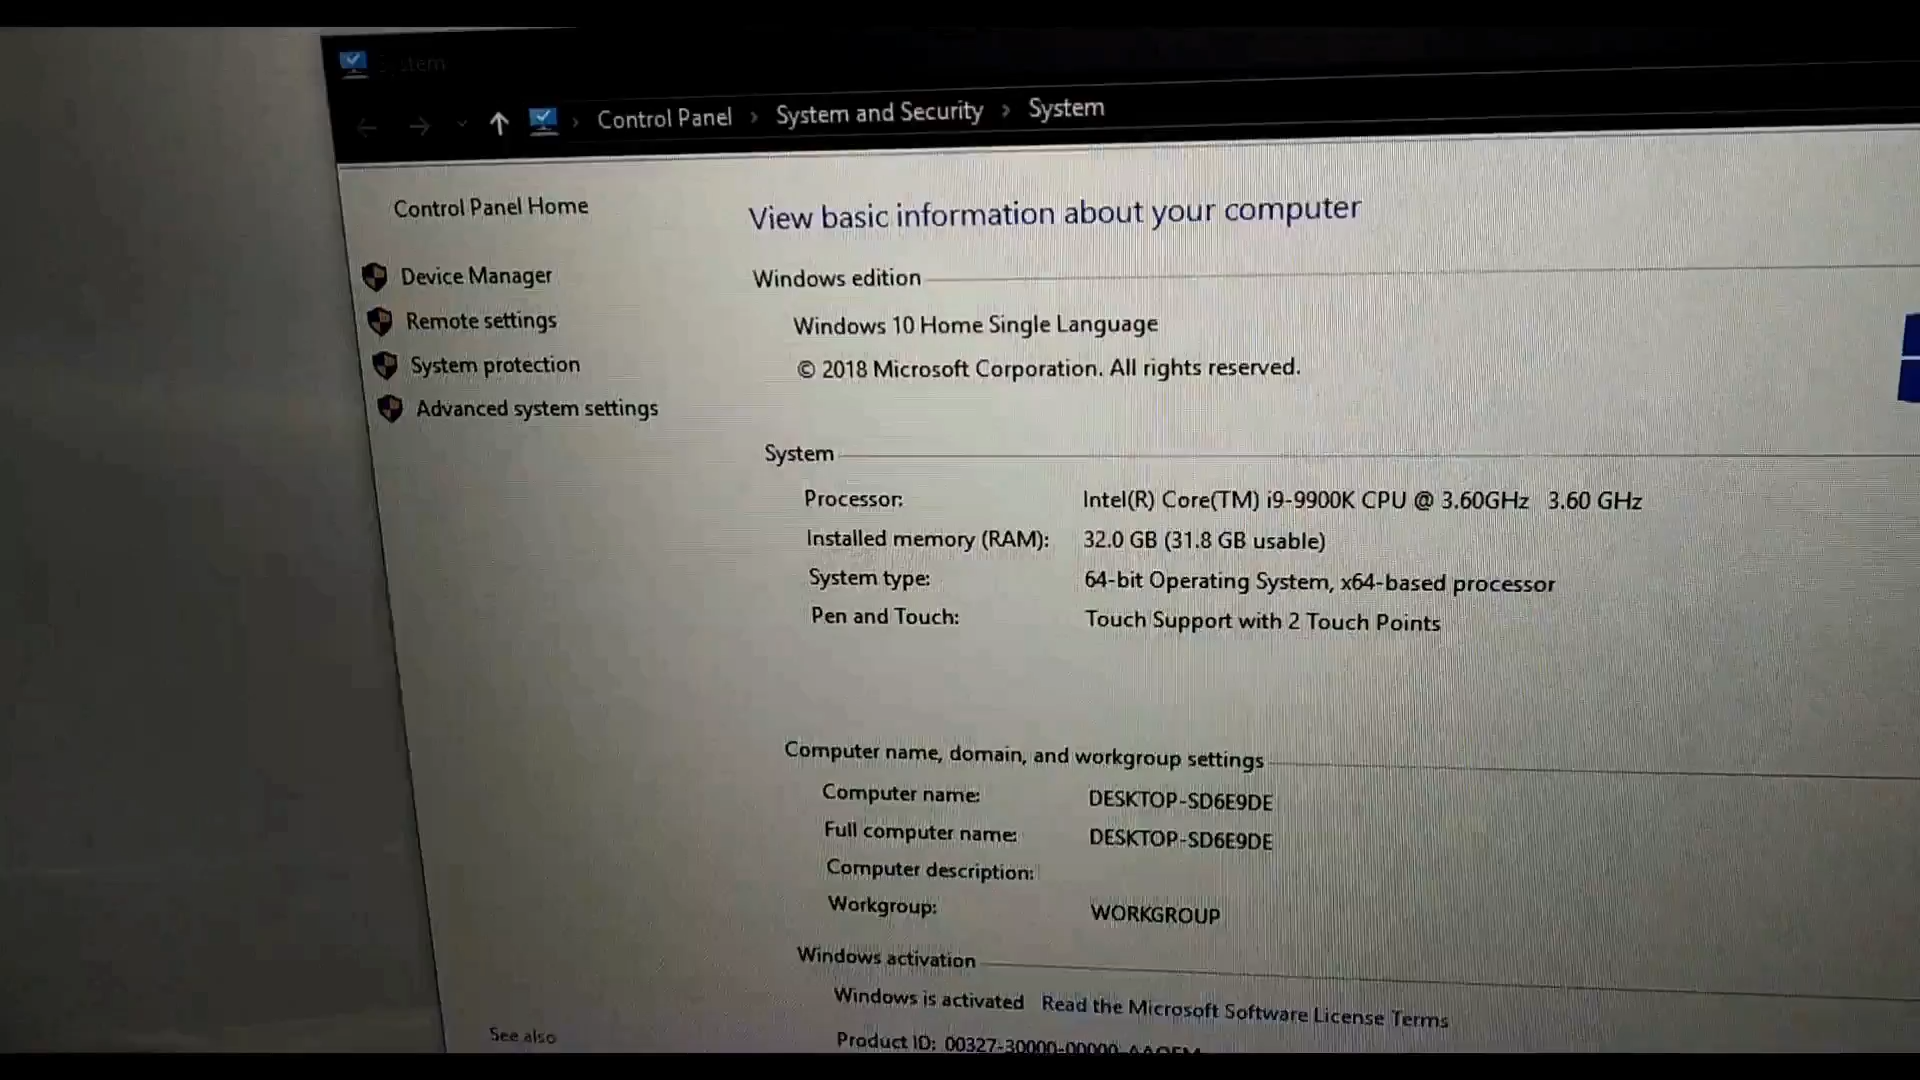 System
Control Panel › System and Security › System
Control Panel Home
Device Manager
Remote settings
System protection
Advanced system settings
View basic information about your computer
Windows edition
Windows 10 Home Single Language
© 2018 Microsoft Corporation. All rights reserved.
System
Processor: Intel(R) Core(TM) i9-9900K CPU @ 3.60GHz 3.60 GHz
Installed memory (RAM): 32.0 GB (31.8 GB usable)
System type: 64-bit Operating System, x64-based processor
Pen and Touch: Touch Support with 2 Touch Points
Computer name, domain, and workgroup settings
Computer name: DESKTOP-SD6E9DE
Full computer name: DESKTOP-SD6E9DE
Computer description:
Workgroup: WORKGROUP
Windows activation
Windows is activated Read the Microsoft Software License Terms
Product ID: 00327-30000-00000-
See also